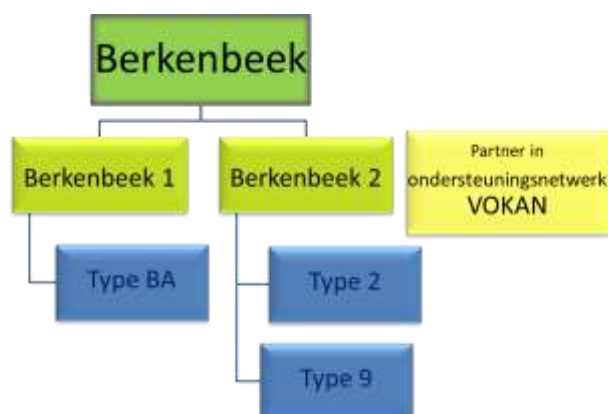 Berkenbeek
Berkenbeek 1
Berkenbeek 2
Partner in
ondersteuningsnetwerk
VOKAN
Type BA
Type 2
Type 9